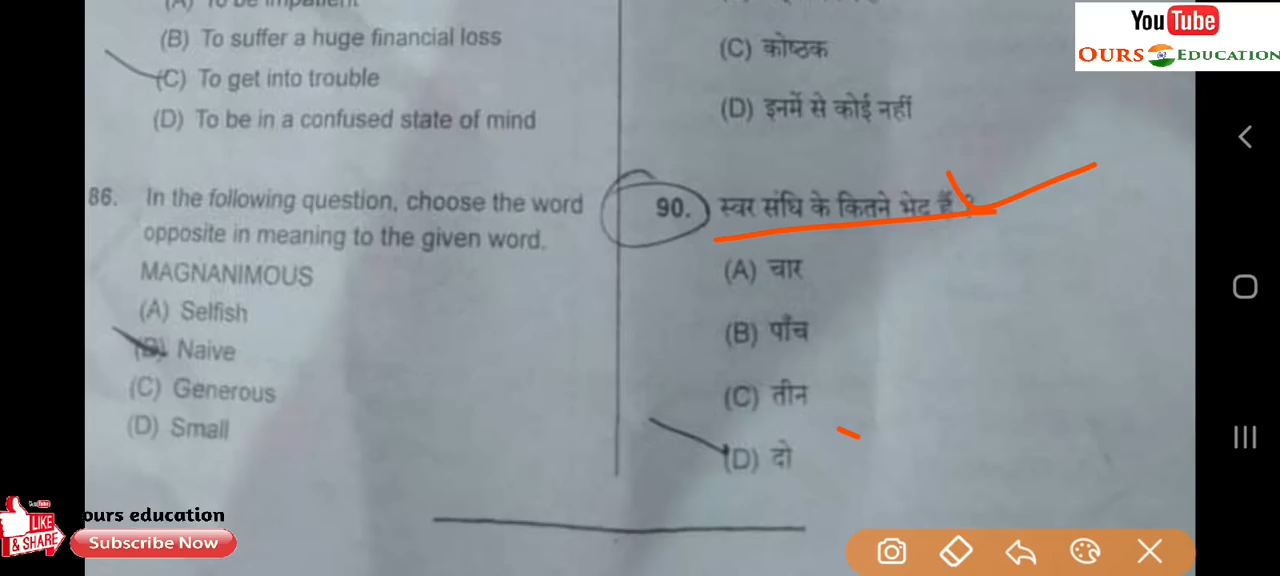 (B) To suffer a huge financial loss
(C) To get into trouble
(D) To be in a confused state of mind
86. In the following question, choose the word
opposite in meaning to the given word.
MAGNANIMOUS
(A) Selfish
(B) Naive
(C) Generous
(D) Small
(C) कोष्ठक
(D) इनमें से कोई नहीं
90. स्वर संधि के कितने भेद हैं ?
(A) चार
(B) पाँच
(C) तीन
(D) दो
YouTube
OURS EDUCATION
LIKE
& SHARE
ours education
Subscribe Now